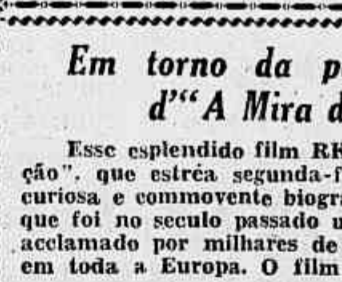 Em torno da p
d'“A Mira d
Esse esplendido film RK
ção”. que estréa segunda-f
curiosa e commovente biogra
que foi no seculo passado u
acclamado por milhares de
em toda a Europa. O film